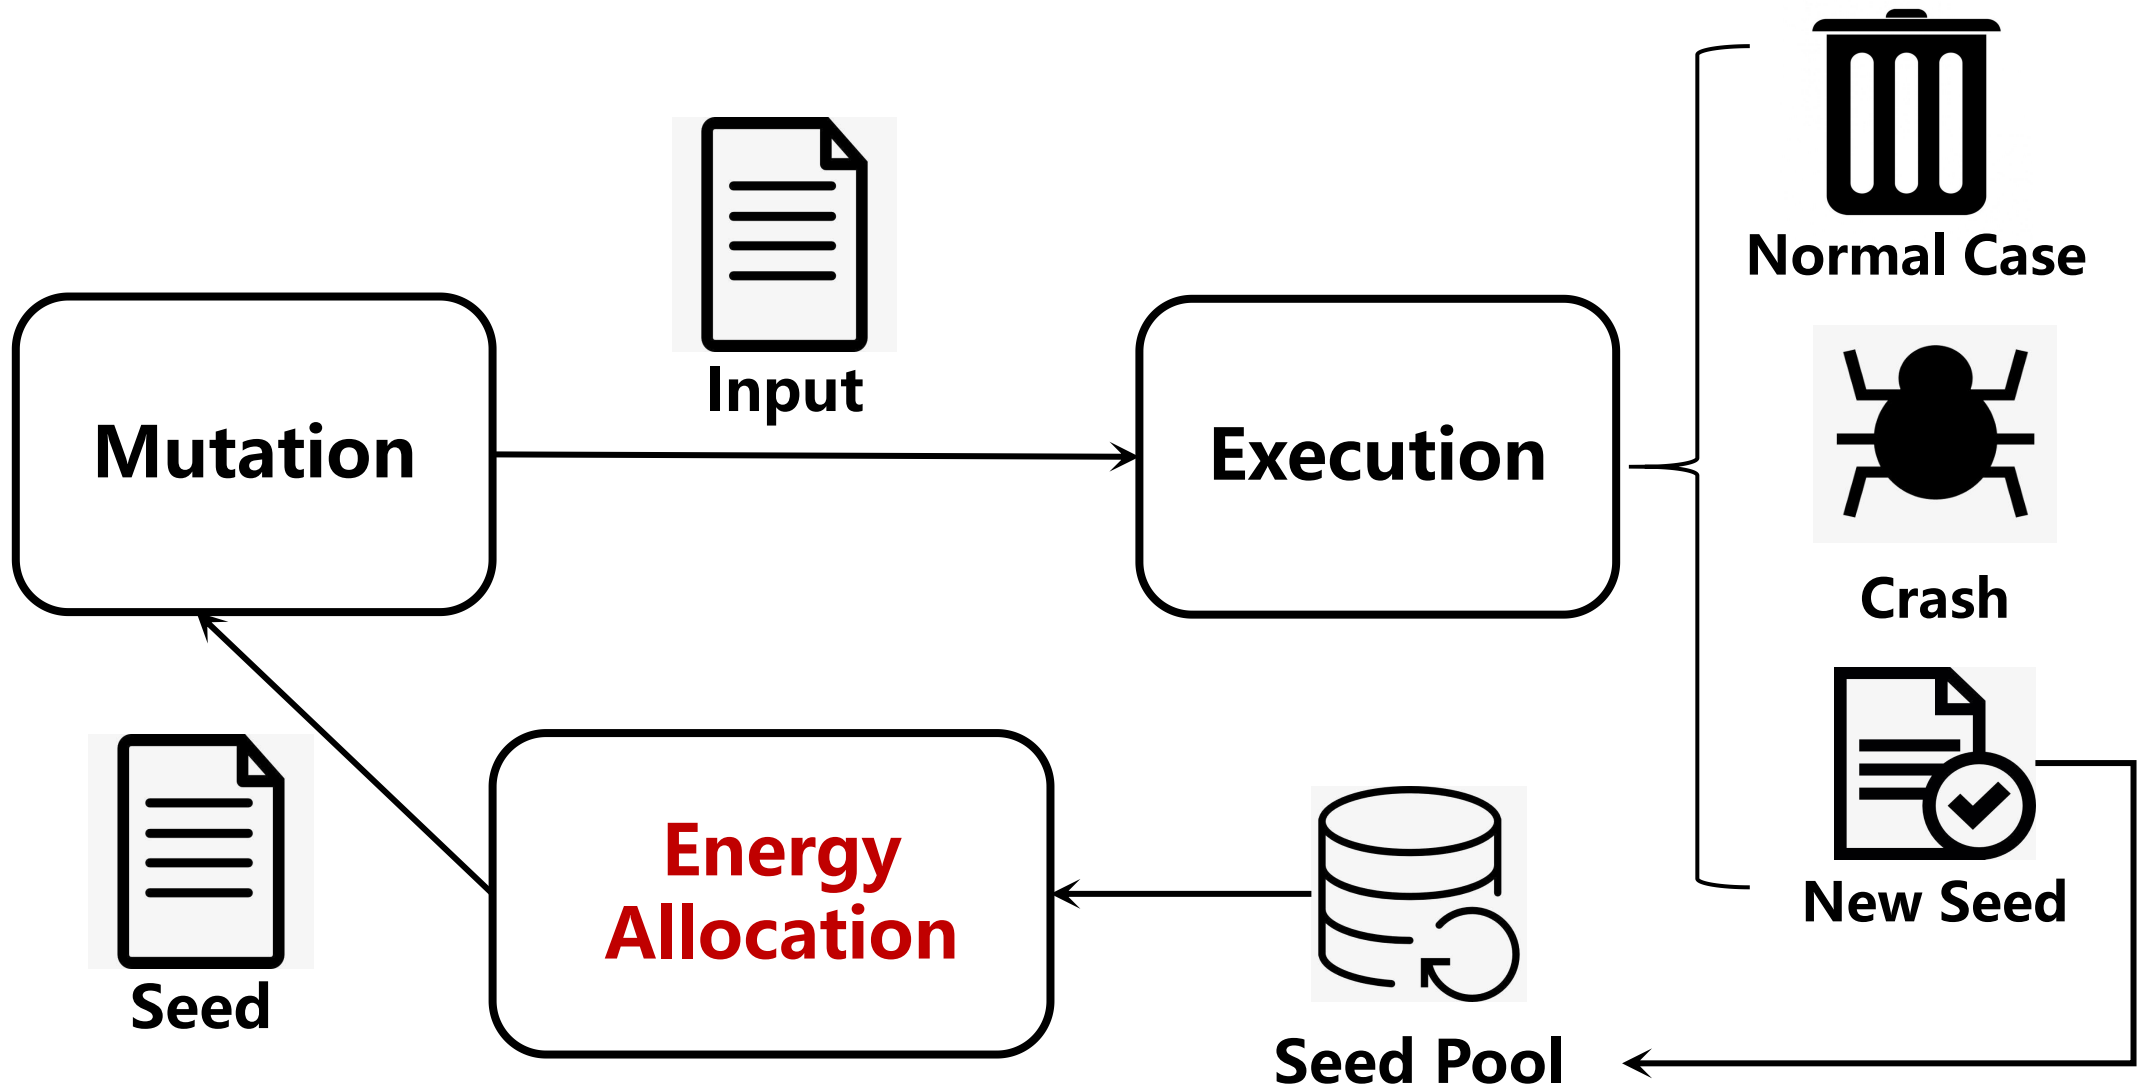 Normal Case
Input
Mutation
Execution
Crash
Energy
Allocation
New Seed
Seed
Seed Pool